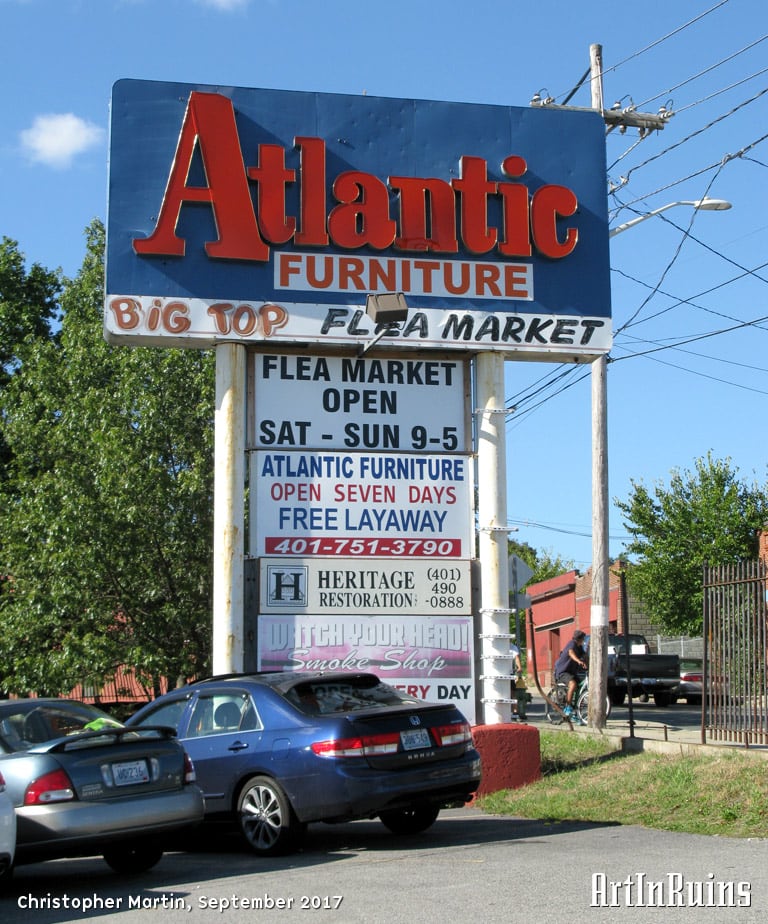 Atlantic
FURNITURE
BiG TOP FLEA MARKET
FLEA MARKET
OPEN
SAT - SUN 9-5
ATLANTIC FURNITURE
OPEN SEVEN DAYS
FREE LAYAWAY
401-751-3790
H HERITAGE (401)
RESTORATION 490
-0888
WATCH YOUR HEAD!
Smoke Shop
OPEN EVERY DAY
Christopher Martin, September 2017
ArtInRuins